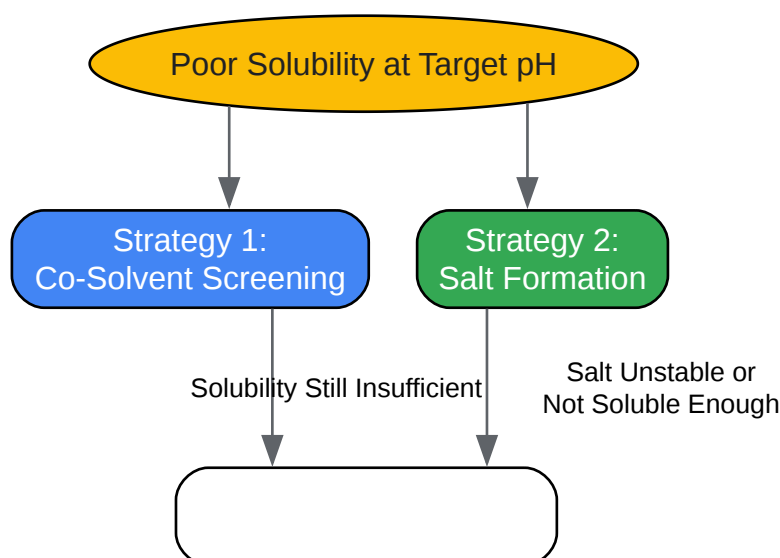 Poor Solubility at Target pH
Strategy 1:
Co-Solvent Screening
Strategy 2:
Salt Formation
Solubility Still Insufficient
Salt Unstable or
Not Soluble Enough